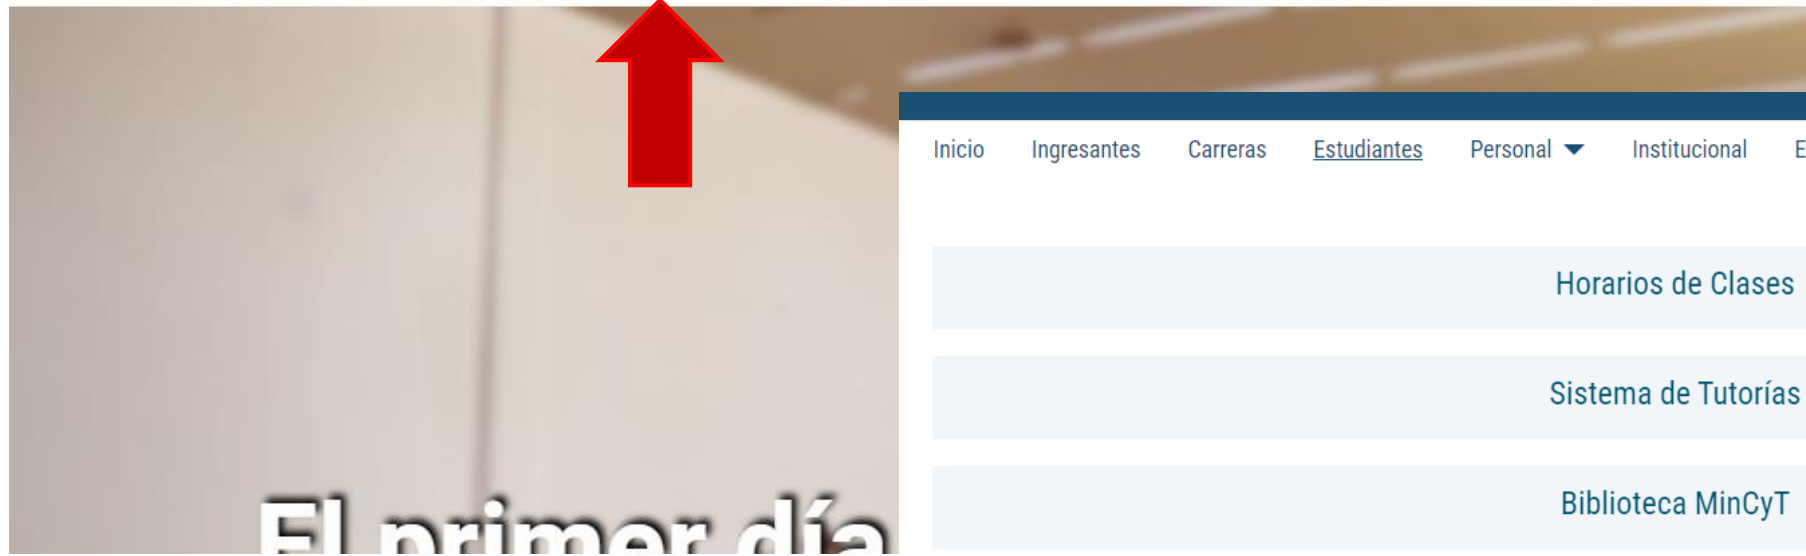 Inicio Ingresantes Carreras Estudiantes Personal Institucional E
Horarios de Clases
Sistema de Tutorías
Biblioteca MinCyT
El primer día